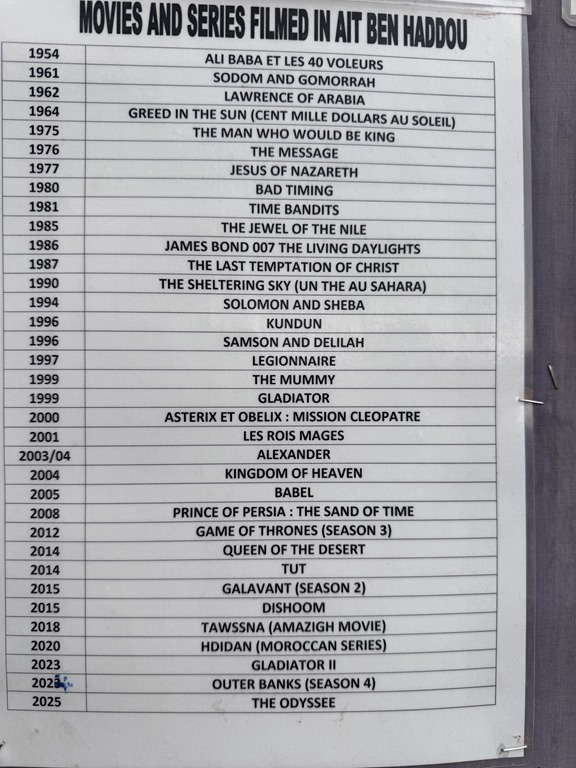 MOVIES AND SERIES FILMED IN AIT BEN HADDOU
1954 ALI BABA ET LES 40 VOLEURS
1961 SODOM AND GOMORRAH
1962 LAWRENCE OF ARABIA
1964 GREED IN THE SUN (CENT MILLE DOLLARS AU SOLEIL)
1975 THE MAN WHO WOULD BE KING
1976 THE MESSAGE
1977 JESUS OF NAZARETH
1980 BAD TIMING
1981 TIME BANDITS
1985 THE JEWEL OF THE NILE
1986 JAMES BOND 007 THE LIVING DAYLIGHTS
1987 THE LAST TEMPTATION OF CHRIST
1990 THE SHELTERING SKY (UN THE AU SAHARA)
1994 SOLOMON AND SHEBA
1996 KUNDUN
1996 SAMSON AND DELILAH
1997 LEGIONNAIRE
1999 THE MUMMY
1999 GLADIATOR
2000 ASTERIX ET OBELIX : MISSION CLEOPATRE
2001 LES ROIS MAGES
2003/04 ALEXANDER
2004 KINGDOM OF HEAVEN
2005 BABEL
2008 PRINCE OF PERSIA : THE SAND OF TIME
2012 GAME OF THRONES (SEASON 3)
2014 QUEEN OF THE DESERT
2014 TUT
2015 GALAVANT (SEASON 2)
2015 DISHOOM
2018 TAWSSNA (AMAZIGH MOVIE)
2020 HDIDAN (MOROCCAN SERIES)
2023 GLADIATOR II
OUTER BANKS (SEASON 4)
2025 THE ODYSSEE